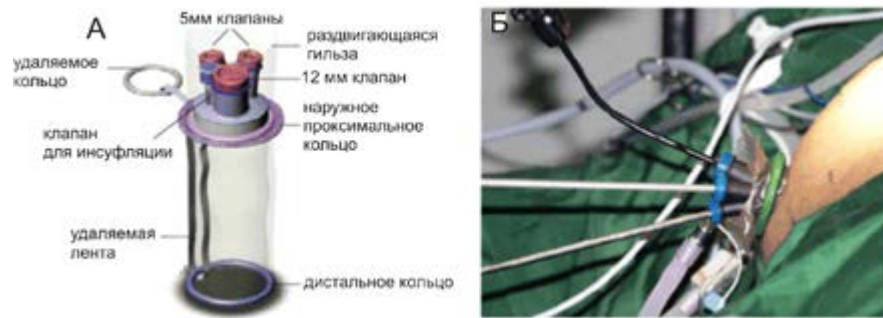 А
5мм клапаны
раздвигающаяся
гильза
удаляемое
кольцо
12 мм клапан
наружное
проксимальное
кольцо
клапан
для инсуфляции
удаляемая
лента
дистальное кольцо
Б